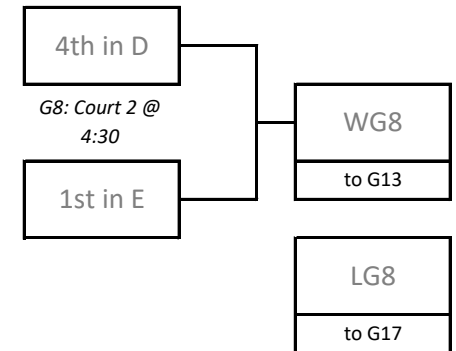 4th in D
G8: Court 2 @
4:30
1st in E
WG8
to G13
LG8
to G17